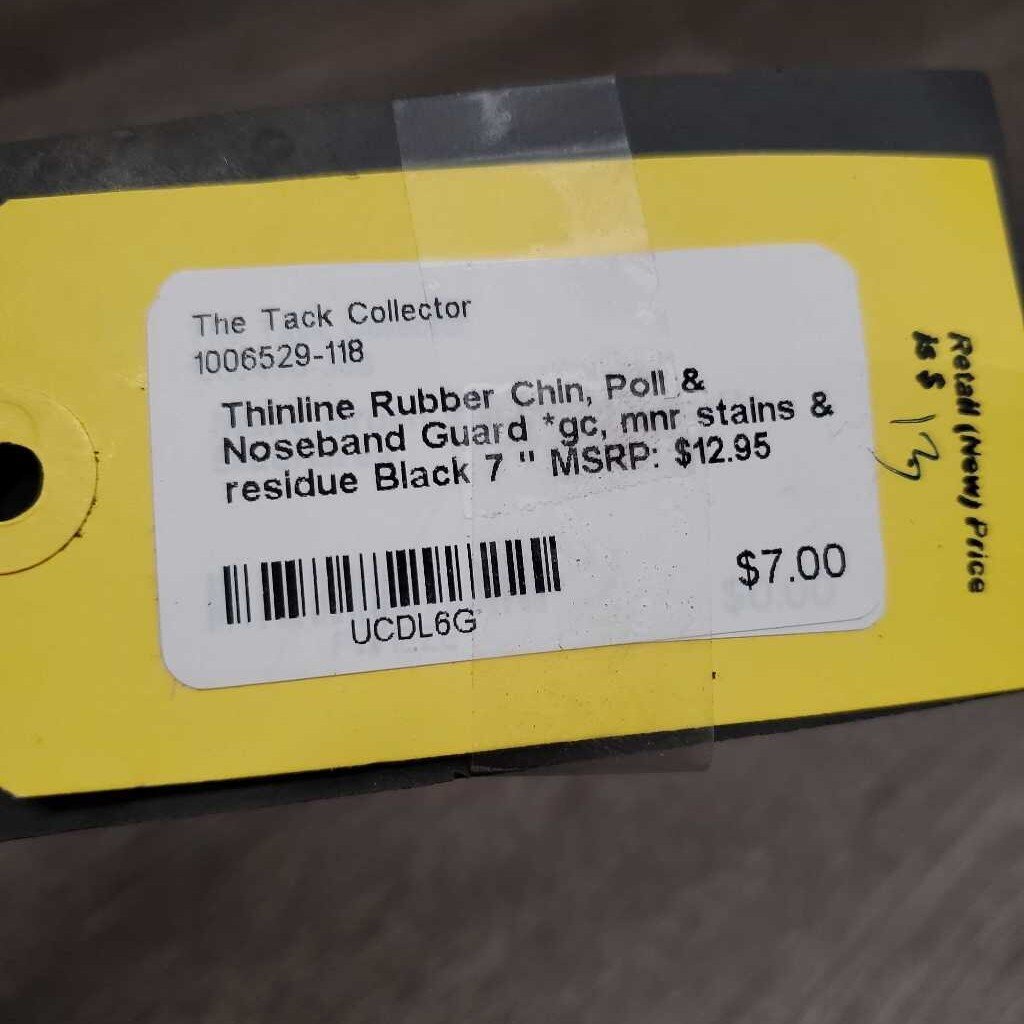 The Tack Collector
1006529-118
Thinline Rubber Chin, Poll &
Noseband Guard *gc, mnr stains &
residue Black 7 " MSRP: $12.95
$7.00
UCDL6G
Retail (New) Price
is $ 13